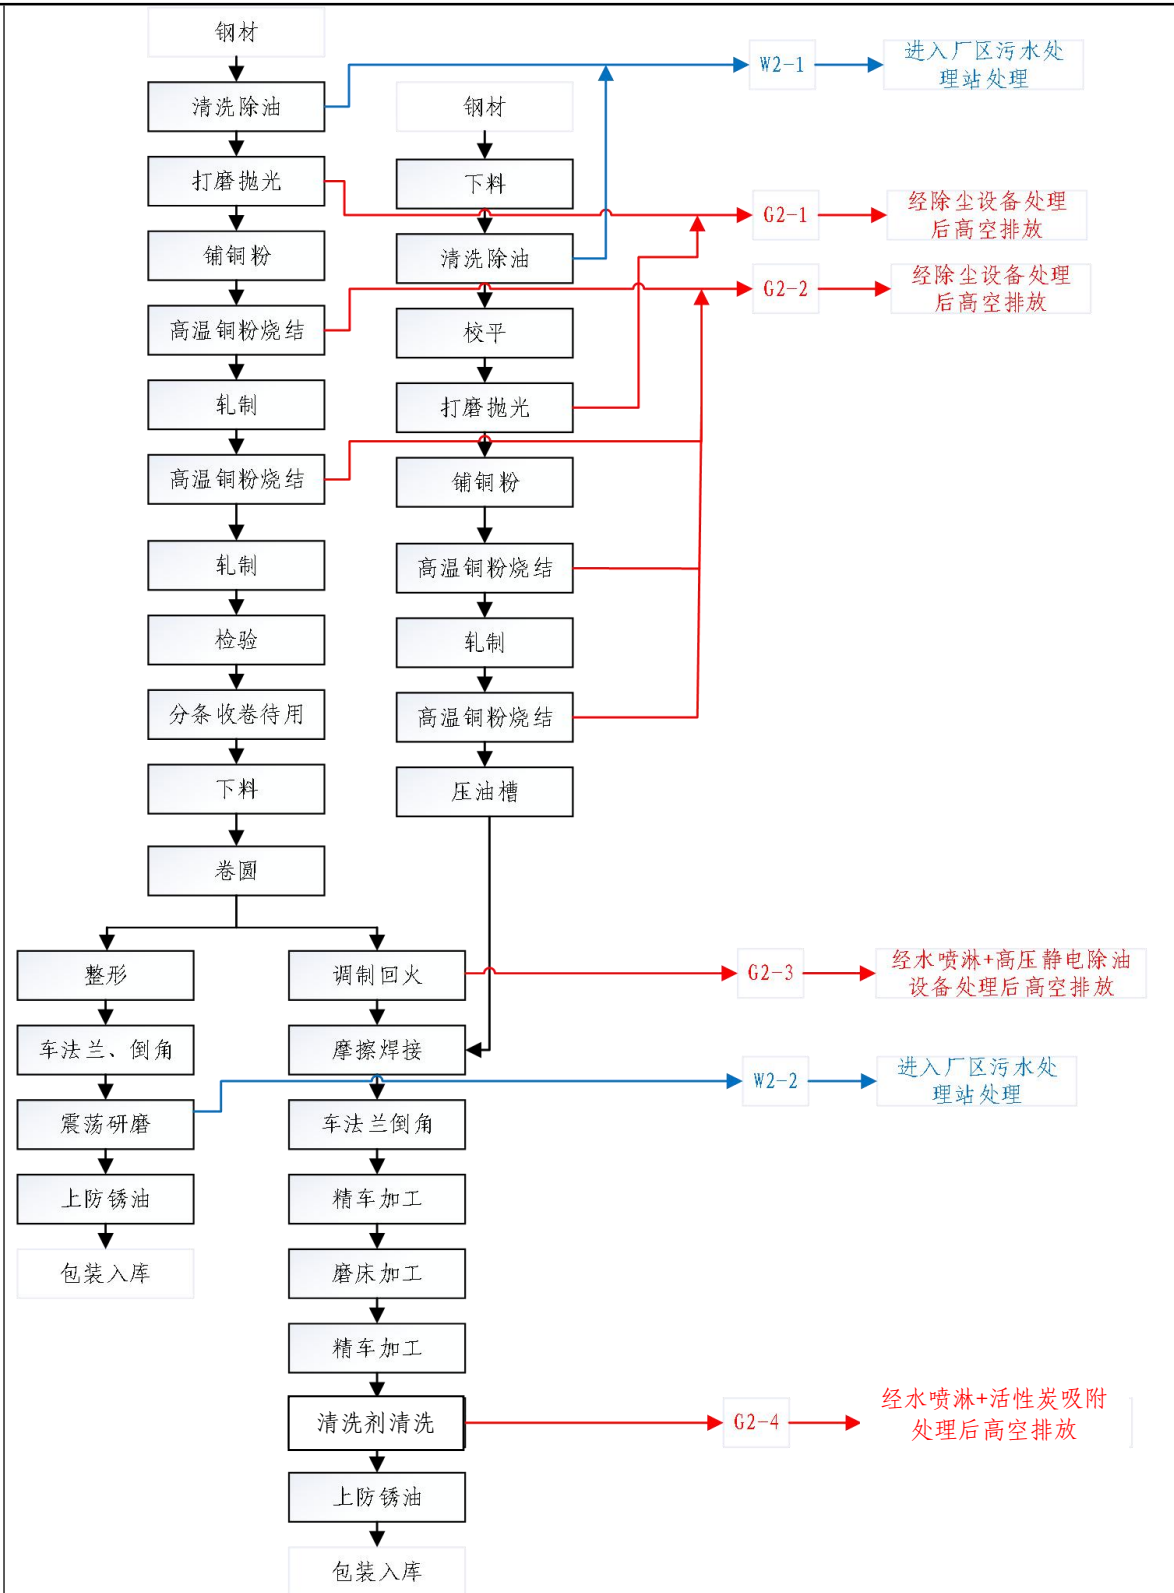 钢材
清洗除油
打磨抛光
铺铜粉
高温铜粉烧结
轧制
高温铜粉烧结
轧制
检验
分条收卷待用
下料
卷圆
钢材
下料
清洗除油
校平
打磨抛光
铺铜粉
高温铜粉烧结
轧制
高温铜粉烧结
压油槽
W2-1
进入厂区污水处
理站处理
G2-1
经除尘设备处理
后高空排放
G2-2
经除尘设备处理
后高空排放
整形
车法兰、倒角
震荡研磨
上防锈油
包装入库
调制回火
摩擦焊接
车法兰倒角
精车加工
磨床加工
精车加工
清洗剂清洗
上防锈油
包装入库
G2-3
经水喷淋+高压静电除油
设备处理后高空排放
W2-2
进入厂区污水处
理站处理
G2-4
经水喷淋+活性炭吸附
处理后高空排放